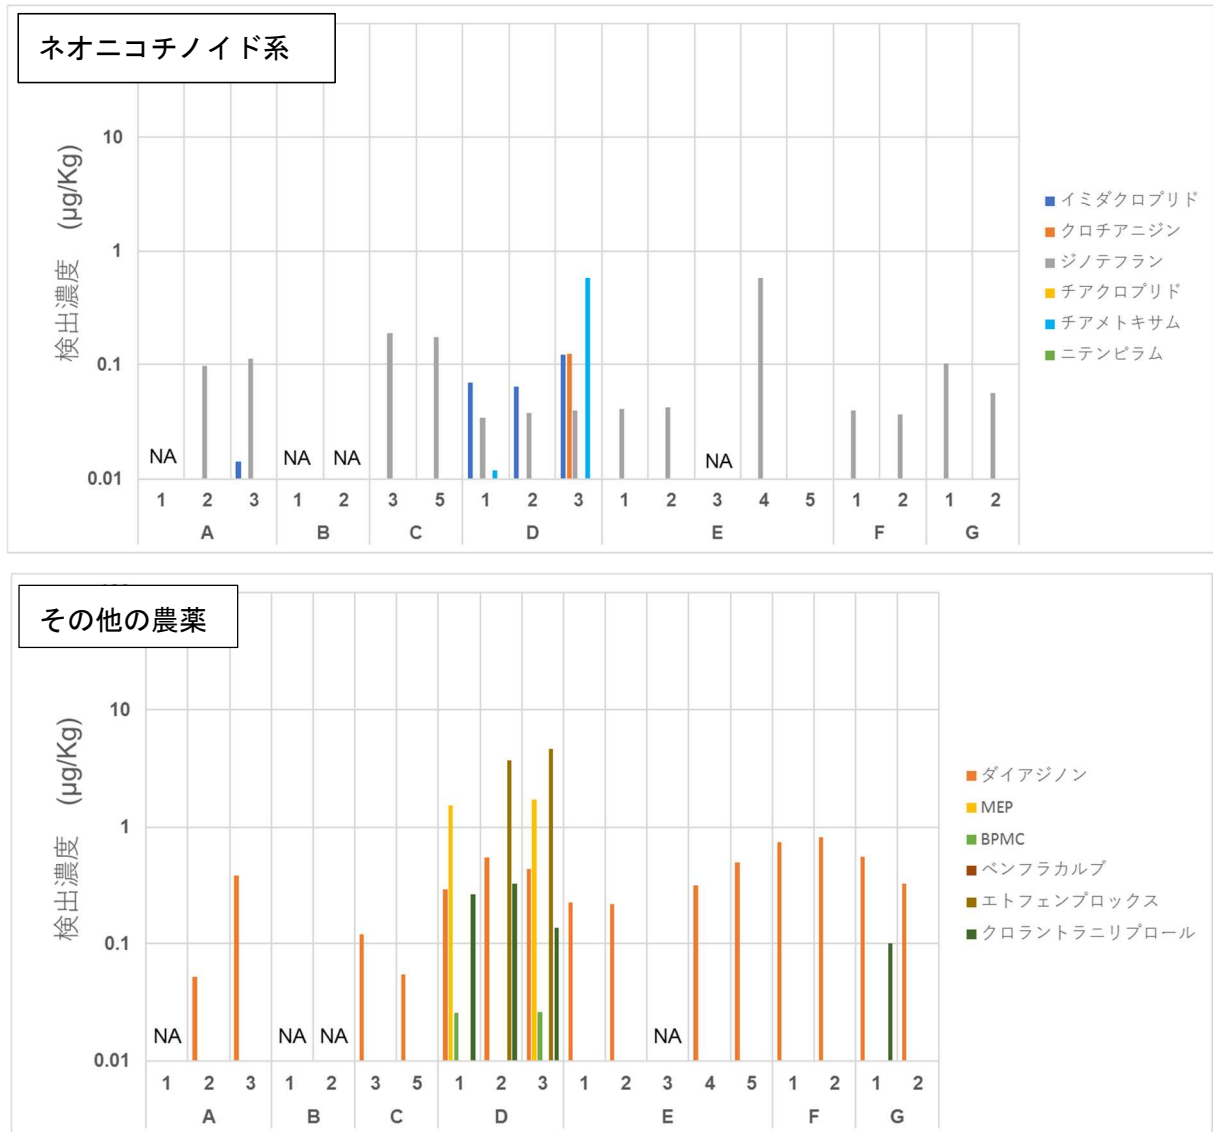 ネオニコチノイド系
検出濃度 (μg/Kg)
10
1
0.1
0.01
NA
NA
NA
NA
1 2 3 1 2 3 5 1 2 3 1 2 3 4 5 1 2 1 2
A B C D E F G
イミダクロプリド
クロチアニジン
ジノテフラン
チアクロプリド
チアメトキサム
ニテンピラム
その他の農薬
検出濃度 (μg/Kg)
10
1
0.1
0.01
NA
NA
NA
NA
1 2 3 1 2 3 5 1 2 3 1 2 3 4 5 1 2 1 2
A B C D E F G
ダイアジノン
MEP
BPMC
ベンフラカルブ
エトフェンプロックス
クロラントラニリプロール